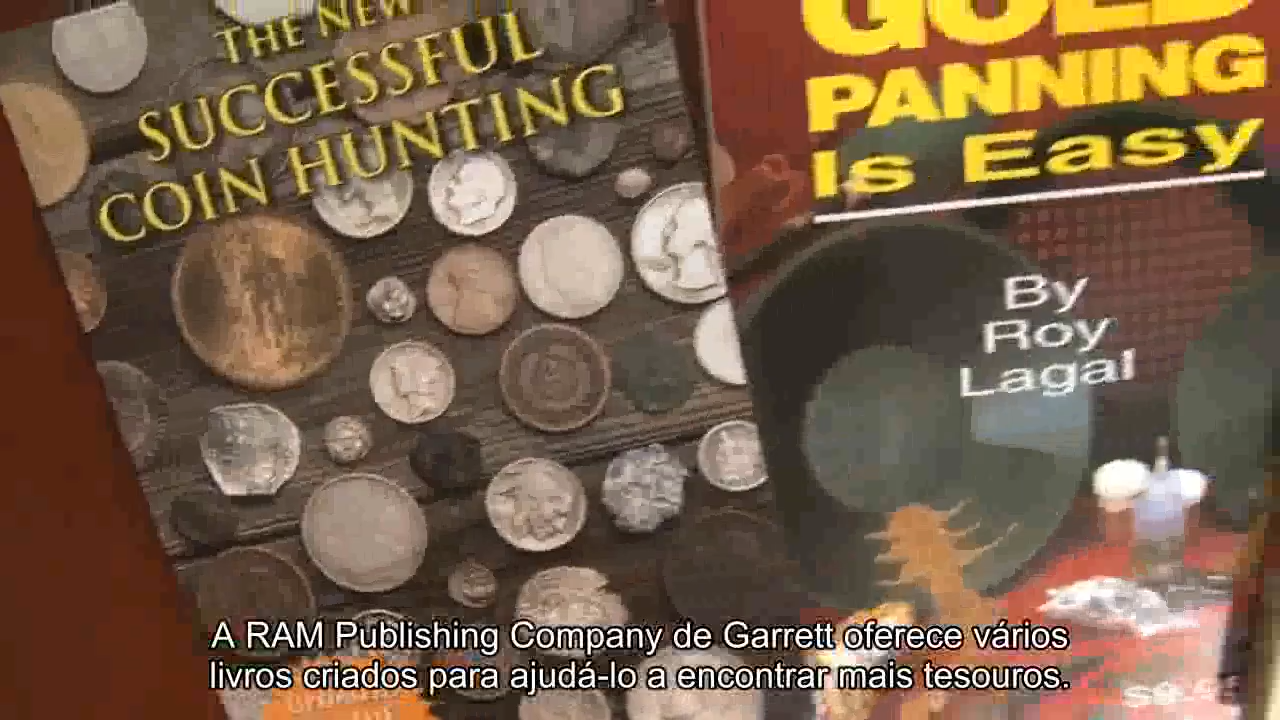 THE NEW
SUCCESSFUL
COIN HUNTING
GOLD
PANNING
Is Easy
By
Roy
Lagal
A RAM Publishing Company de Garrett oferece vários
livros criados para ajudá-lo a encontrar mais tesouros.